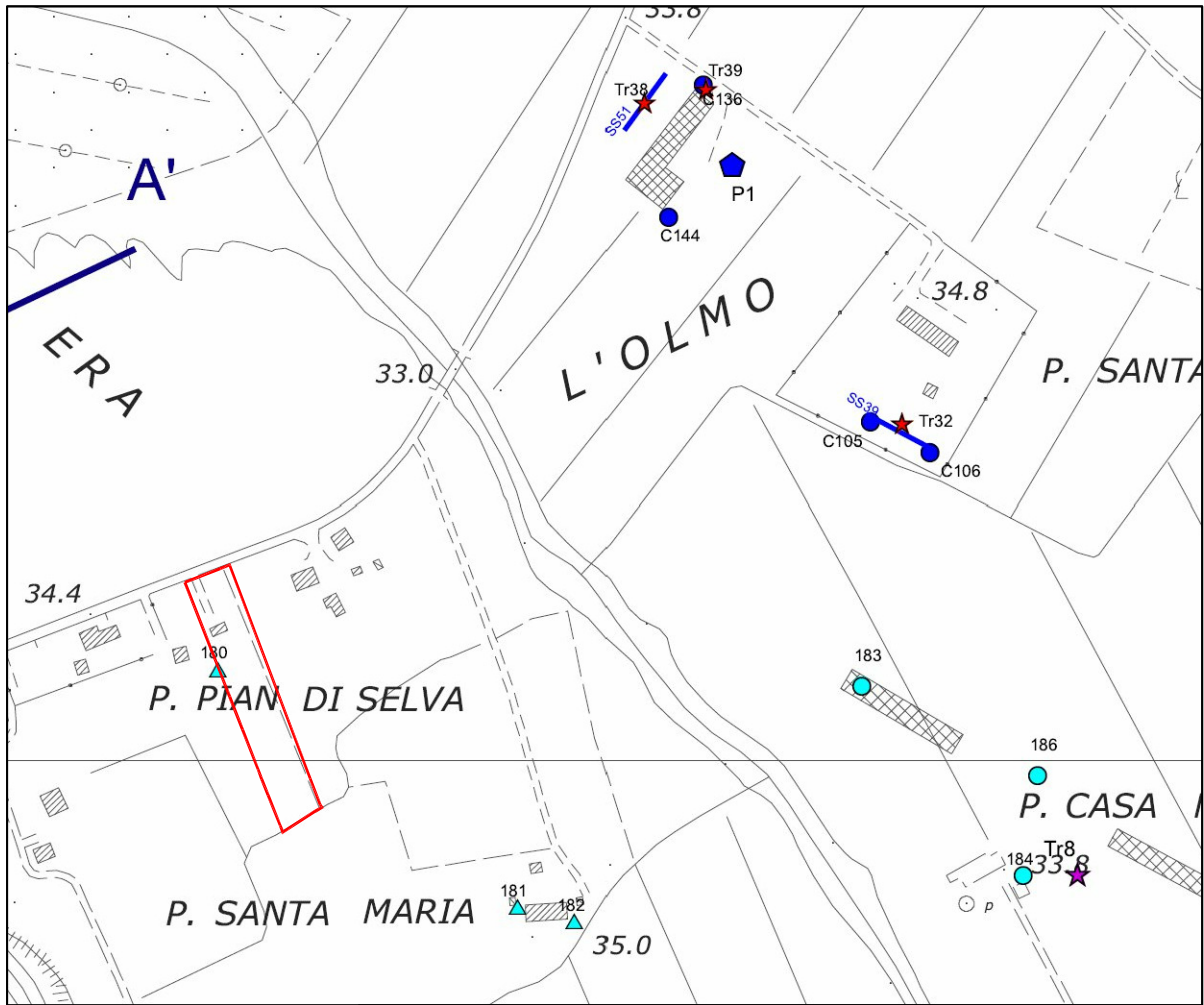 33.8
Tr39
Tr38
C136
SS51
A'
P1
C144
34.8
L'OLMO
ERA
33.0
P. SANTA
SS39
Tr32
C105
C106
34.4
180
183
P. PIAN DI SELVA
186
P. CASA
Tr8
184
33.8
181
182
p
P. SANTA MARIA
35.0